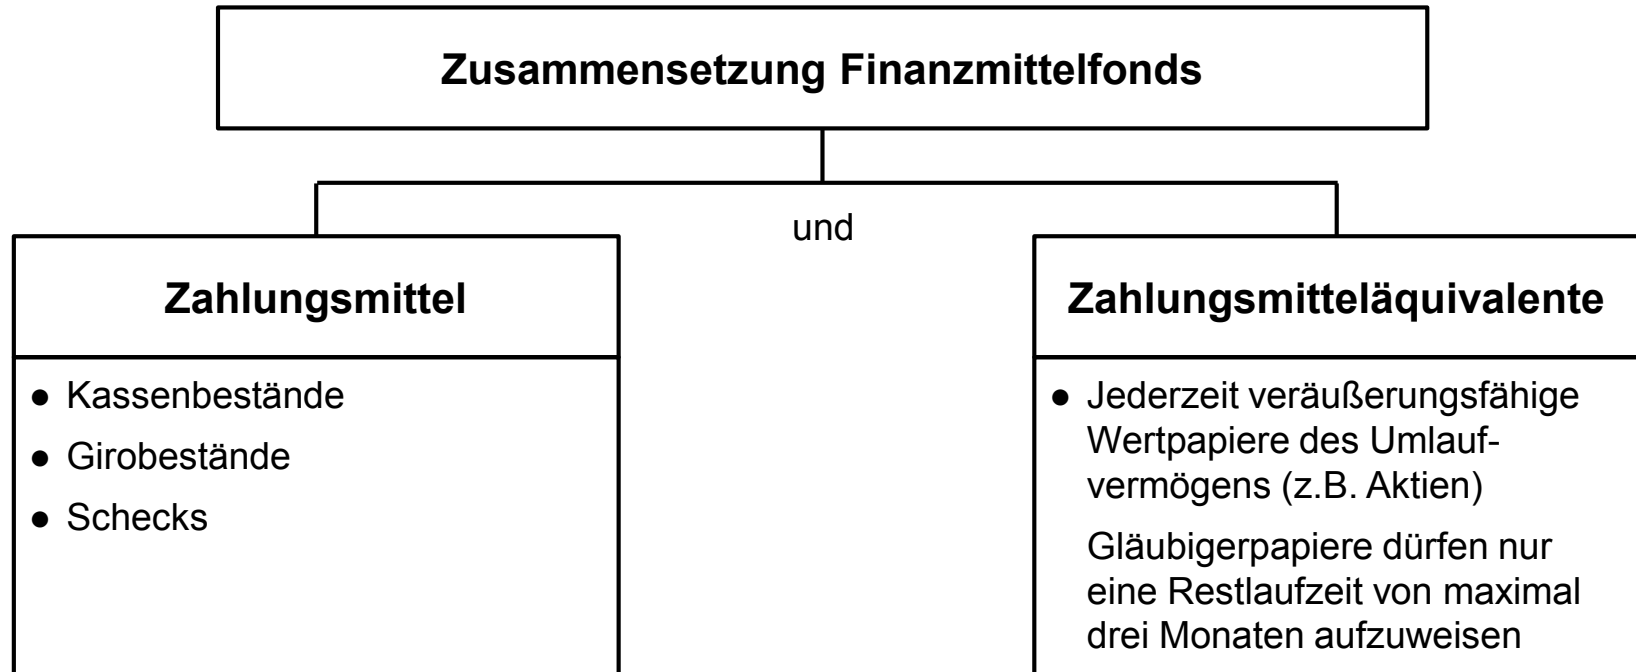 Zusammensetzung Finanzmittelfonds
und
Zahlungsmittel
● Kassenbestände
● Girobestände
● Schecks
Zahlungsmitteläquivalente
● Jederzeit veräußerungsfähige
Wertpapiere des Umlauf-
vermögens (z.B. Aktien)
Gläubigerpapiere dürfen nur
eine Restlaufzeit von maximal
drei Monaten aufzuweisen